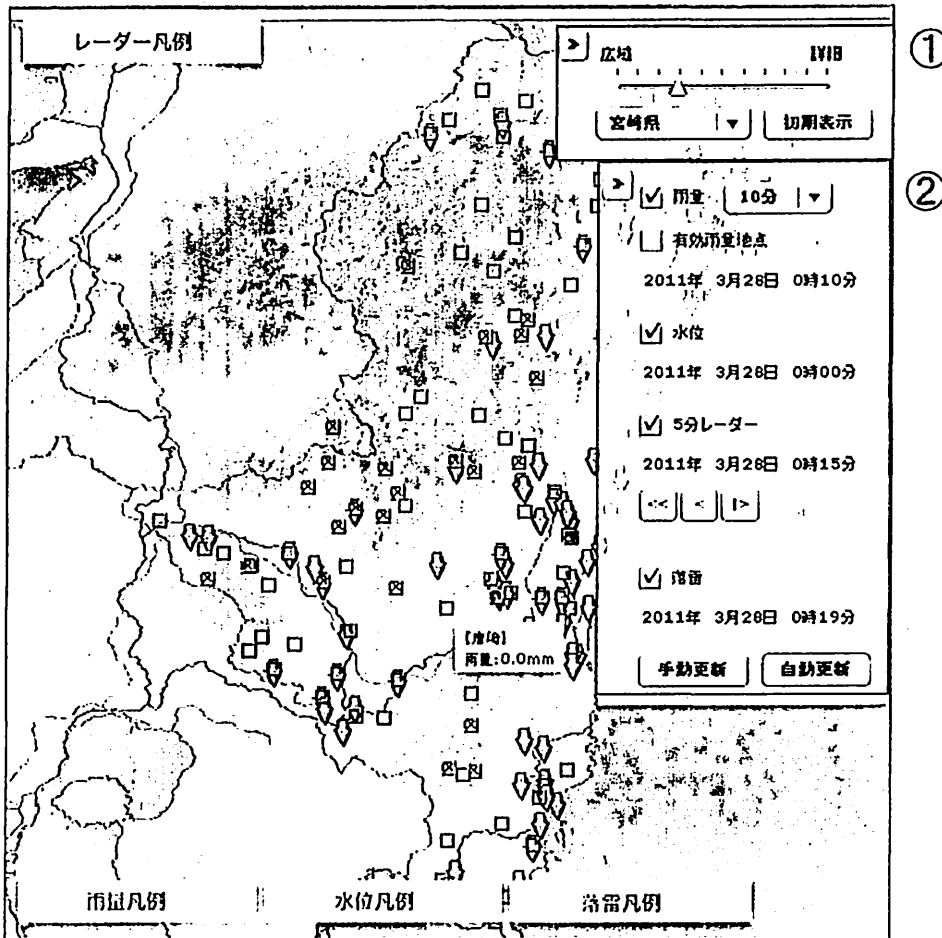 レーダー凡例
①
広域
詳細
宮崎県
初期表示
②
雨量 10分
有効雨量地点
2011年 3月28日 0時10分
水位
2011年 3月28日 0時00分
5分レーダー
2011年 3月28日 0時15分
<< < |>
落雷
2011年 3月28日 0時19分
手動更新 自動更新
雨量:0.0mm
雨量凡例 水位凡例 落雷凡例